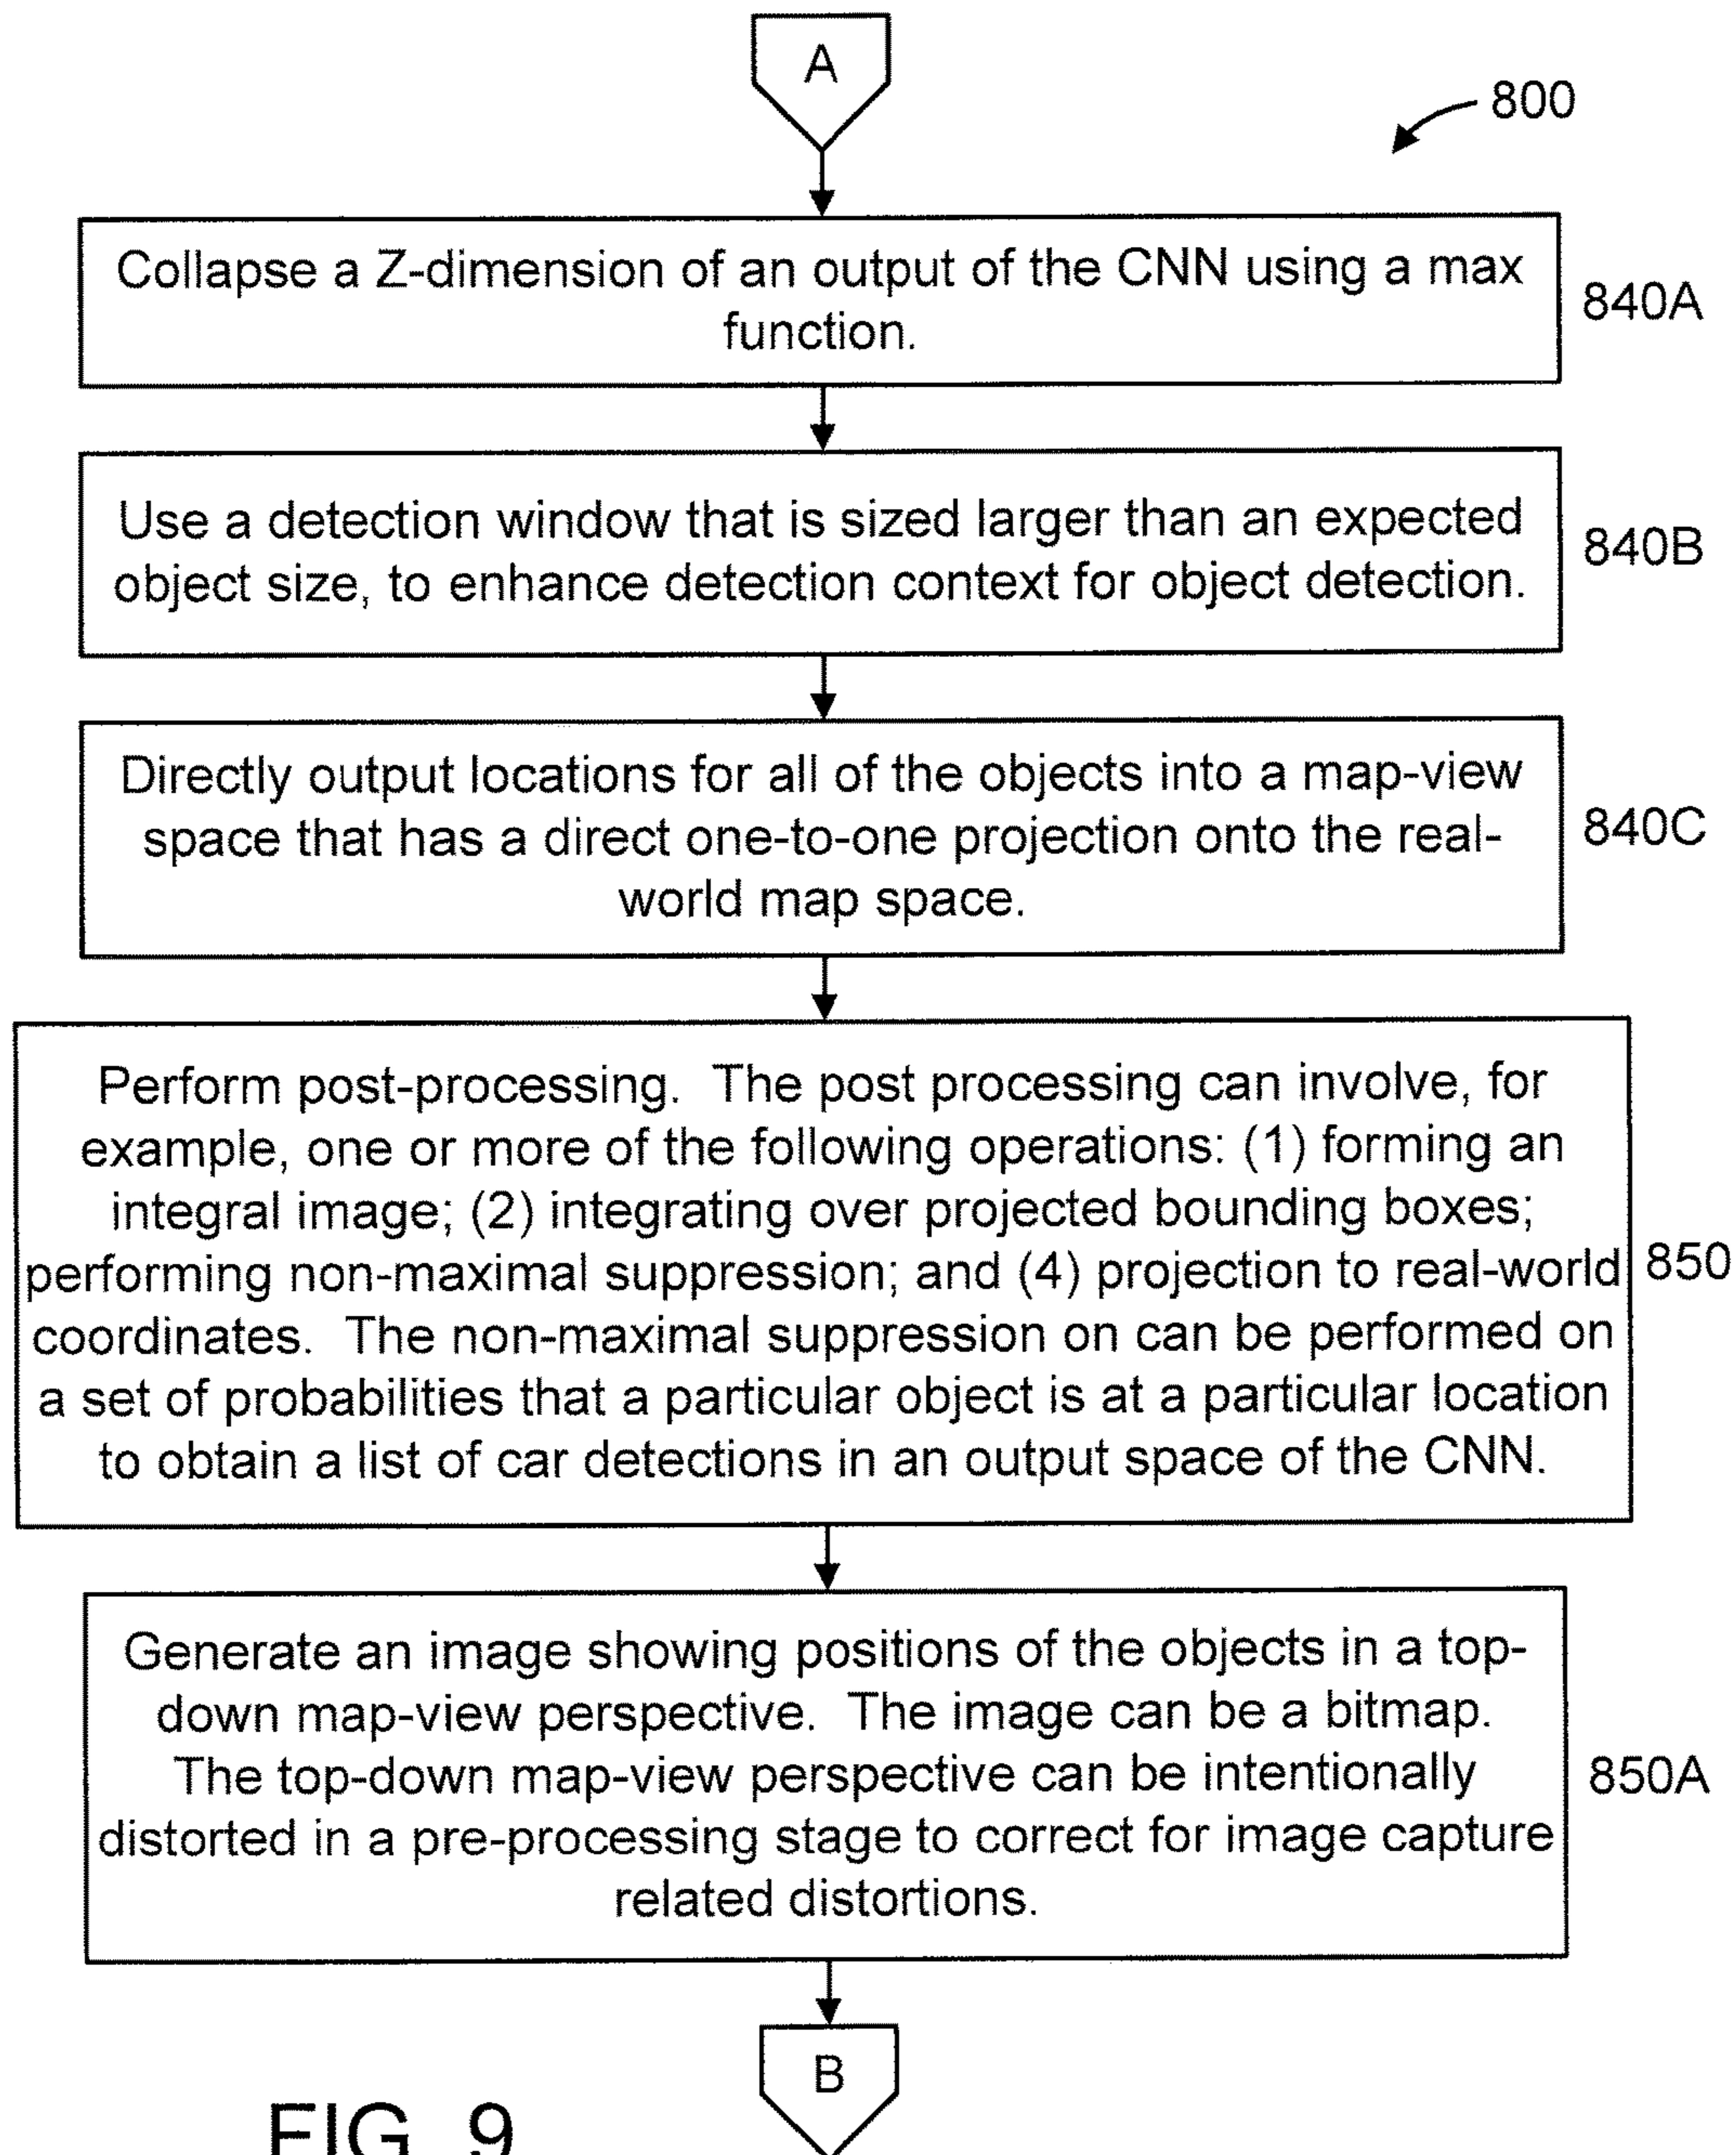 A
800
Collapse a Z-dimension of an output of the CNN using a max
function.
840A
Use a detection window that is sized larger than an expected
object size, to enhance detection context for object detection.
840B
Directly output locations for all of the objects into a map-view
space that has a direct one-to-one projection onto the real-
world map space.
840C
Perform post-processing.  The post processing can involve, for
example, one or more of the following operations: (1) forming an
integral image; (2) integrating over projected bounding boxes;
performing non-maximal suppression; and (4) projection to real-world
coordinates.  The non-maximal suppression on can be performed on
a set of probabilities that a particular object is at a particular location
to obtain a list of car detections in an output space of the CNN.
850
Generate an image showing positions of the objects in a top-
down map-view perspective.  The image can be a bitmap.
The top-down map-view perspective can be intentionally
distorted in a pre-processing stage to correct for image capture
related distortions.
850A
B
FIG. 9